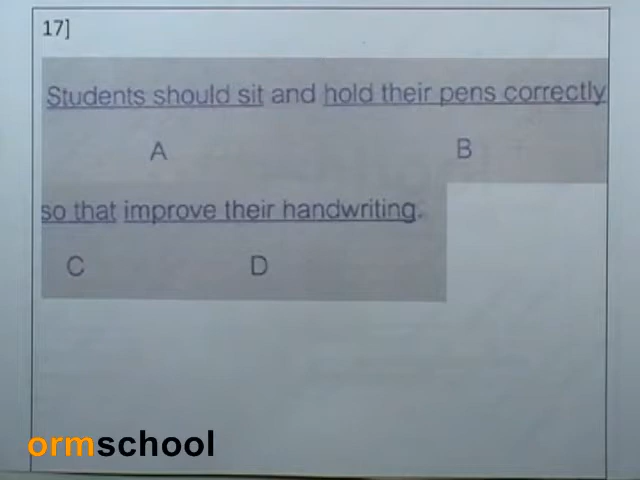 17]
Students should sit and hold their pens correctly
A B
so that improve their handwriting.
C D
ormschool